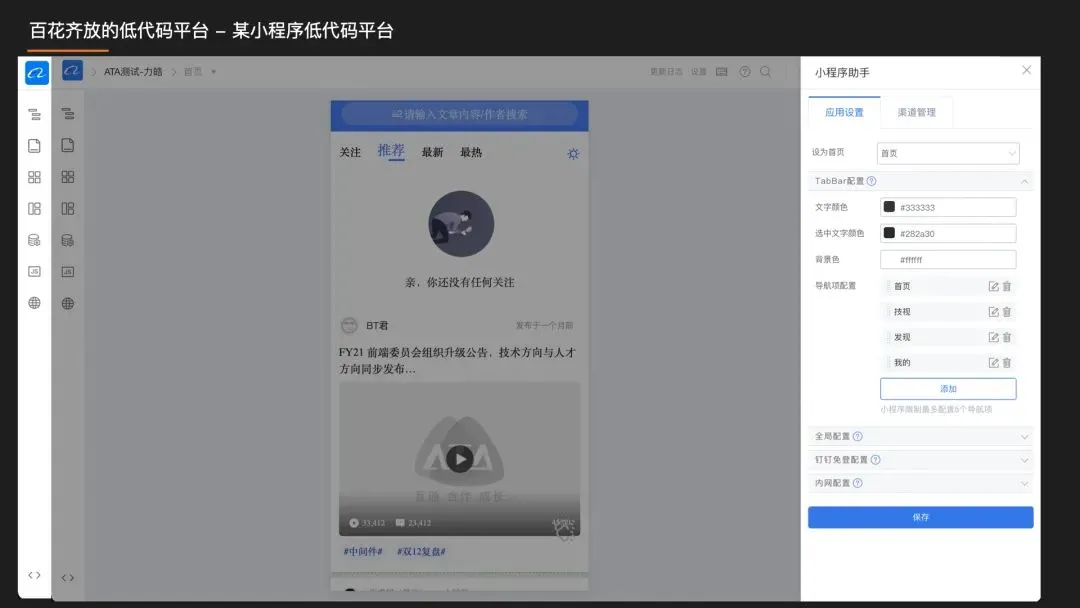 百花齐放的低代码平台 – 某小程序低代码平台
ATA测试-力皓 > 首页
更新日志 设置
请输入文章内容/作者搜索
关注 推荐 最新 最热
亲，你还没有任何关注
BT君 发布于一个月前
FY21 前端委员会组织升级公告，技术方向与人才
方向同步发布…
ATA
直通 合作 成长
33,412 23,412
#中间件# #双12复盘#
小程序助手
应用设置 渠道管理
设为首页 首页
TabBar配置
文字颜色 #333333
选中文字颜色 #282a30
背景色 #ffffff
导航项配置 首页
技视
发现
我的
添加
小程序限制最多配置5个导航项
全局配置
钉钉免登配置
内网配置
保存
JS
JS